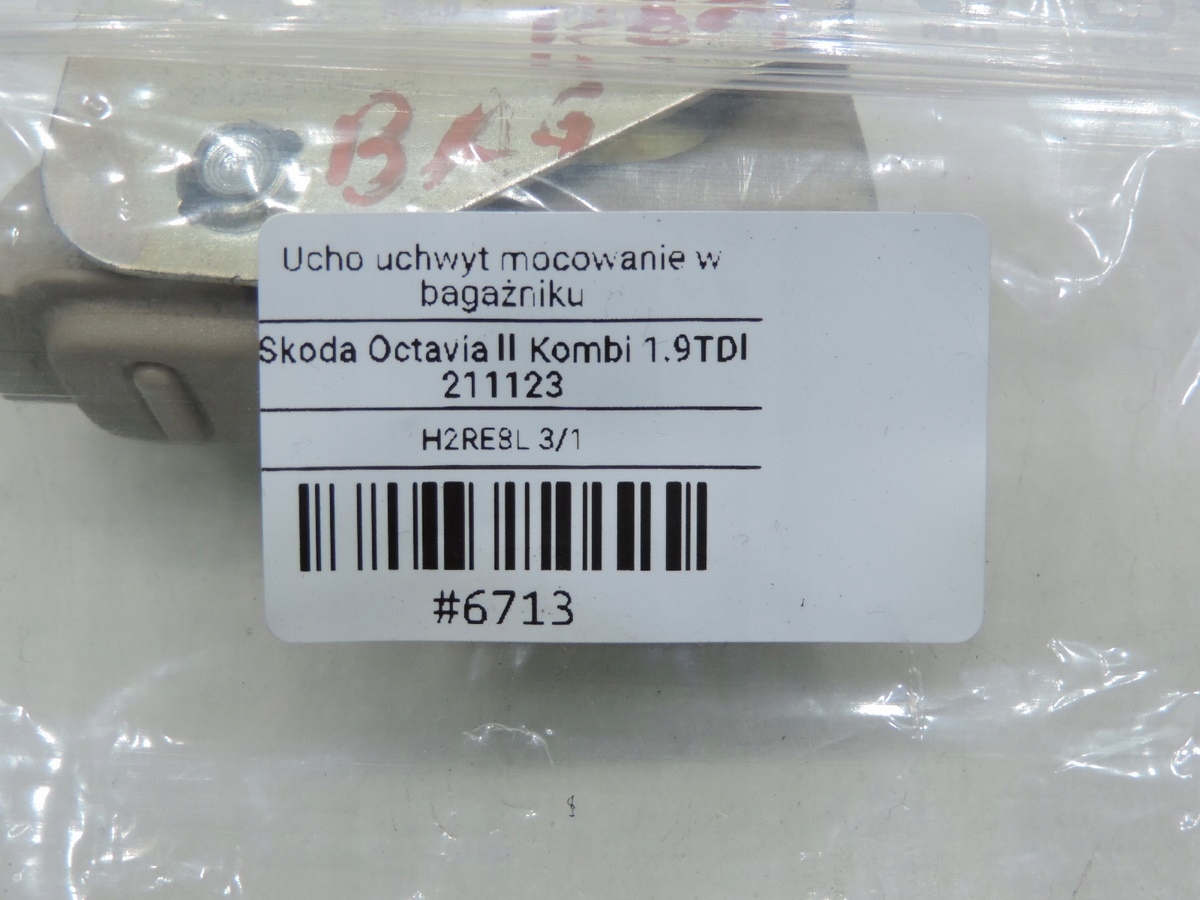 Ucho uchwyt mocowanie w
bagażniku
Skoda Octavia II Kombi 1.9TDI
211123
H2RE8L 3/1
#6713